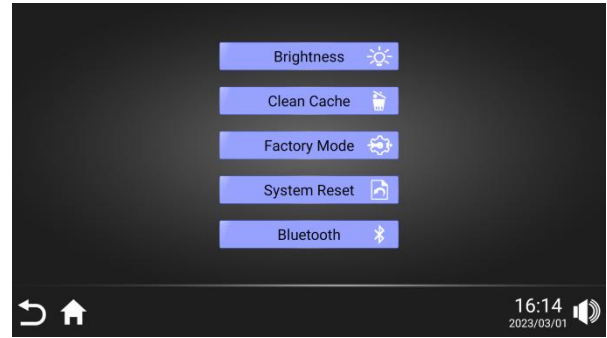 Brightness
Clean Cache
Factory Mode
System Reset
Bluetooth
16:14
2023/03/01